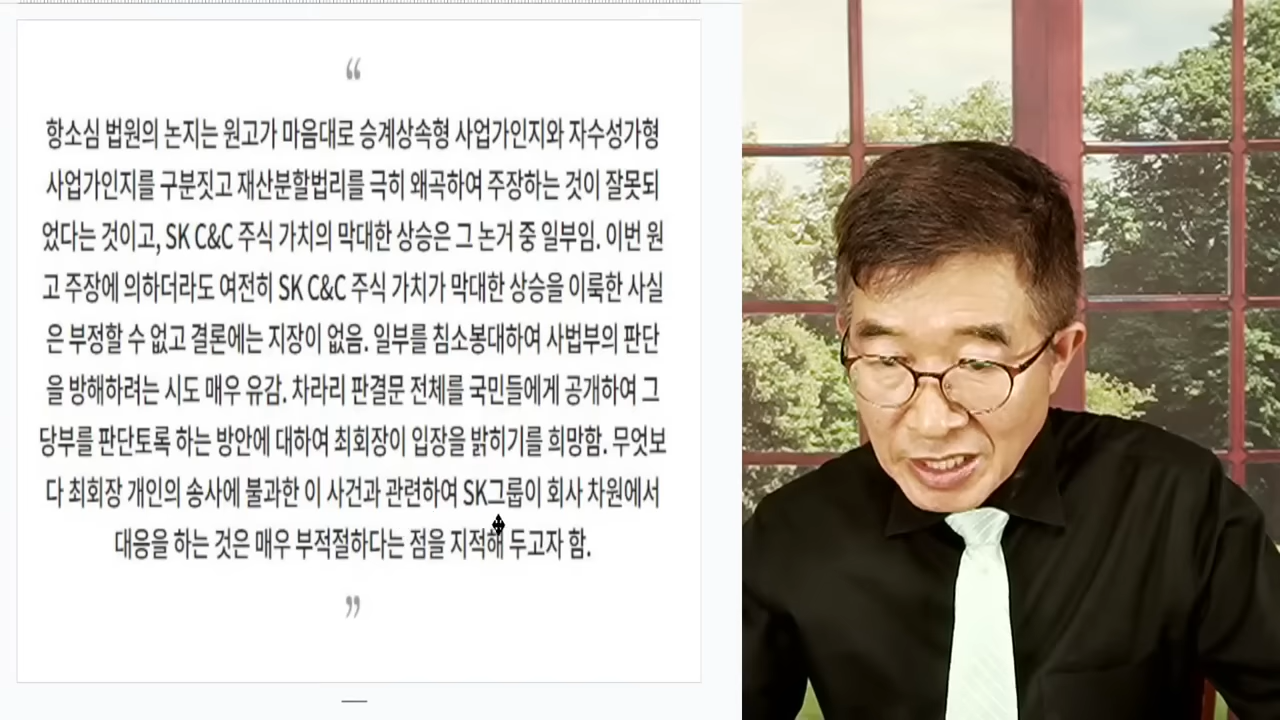 “
항소심 법원의 논지는 원고가 마음대로 승계상속형 사업가인지와 자수성가형
사업가인지를 구분짓고 재산분할법리를 극히 왜곡하여 주장하는 것이 잘못되
었다는 것이고, SK C&C 주식 가치의 막대한 상승은 그 논거 중 일부임. 이번 원
고 주장에 의하더라도 여전히 SK C&C 주식 가치가 막대한 상승을 이룩한 사실
은 부정할 수 없고 결론에는 지장이 없음. 일부를 침소봉대하여 사법부의 판단
을 방해하려는 시도 매우 유감. 차라리 판결문 전체를 국민들에게 공개하여 그
당부를 판단토록 하는 방안에 대하여 최회장이 입장을 밝히기를 희망함. 무엇보
다 최회장 개인의 송사에 불과한 이 사건과 관련하여 SK그룹이 회사 차원에서
대응을 하는 것은 매우 부적절하다는 점을 지적해 두고자 함.
”